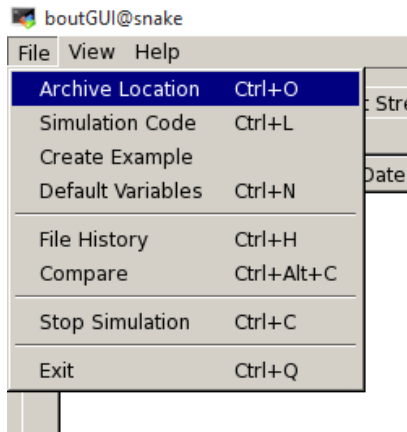 boutGUI@snake
File View Help
Archive Location Ctrl+O
Simulation Code Ctrl+L
Create Example
Default Variables Ctrl+N
File History Ctrl+H
Compare Ctrl+Alt+C
Stop Simulation Ctrl+C
Exit Ctrl+Q
Date